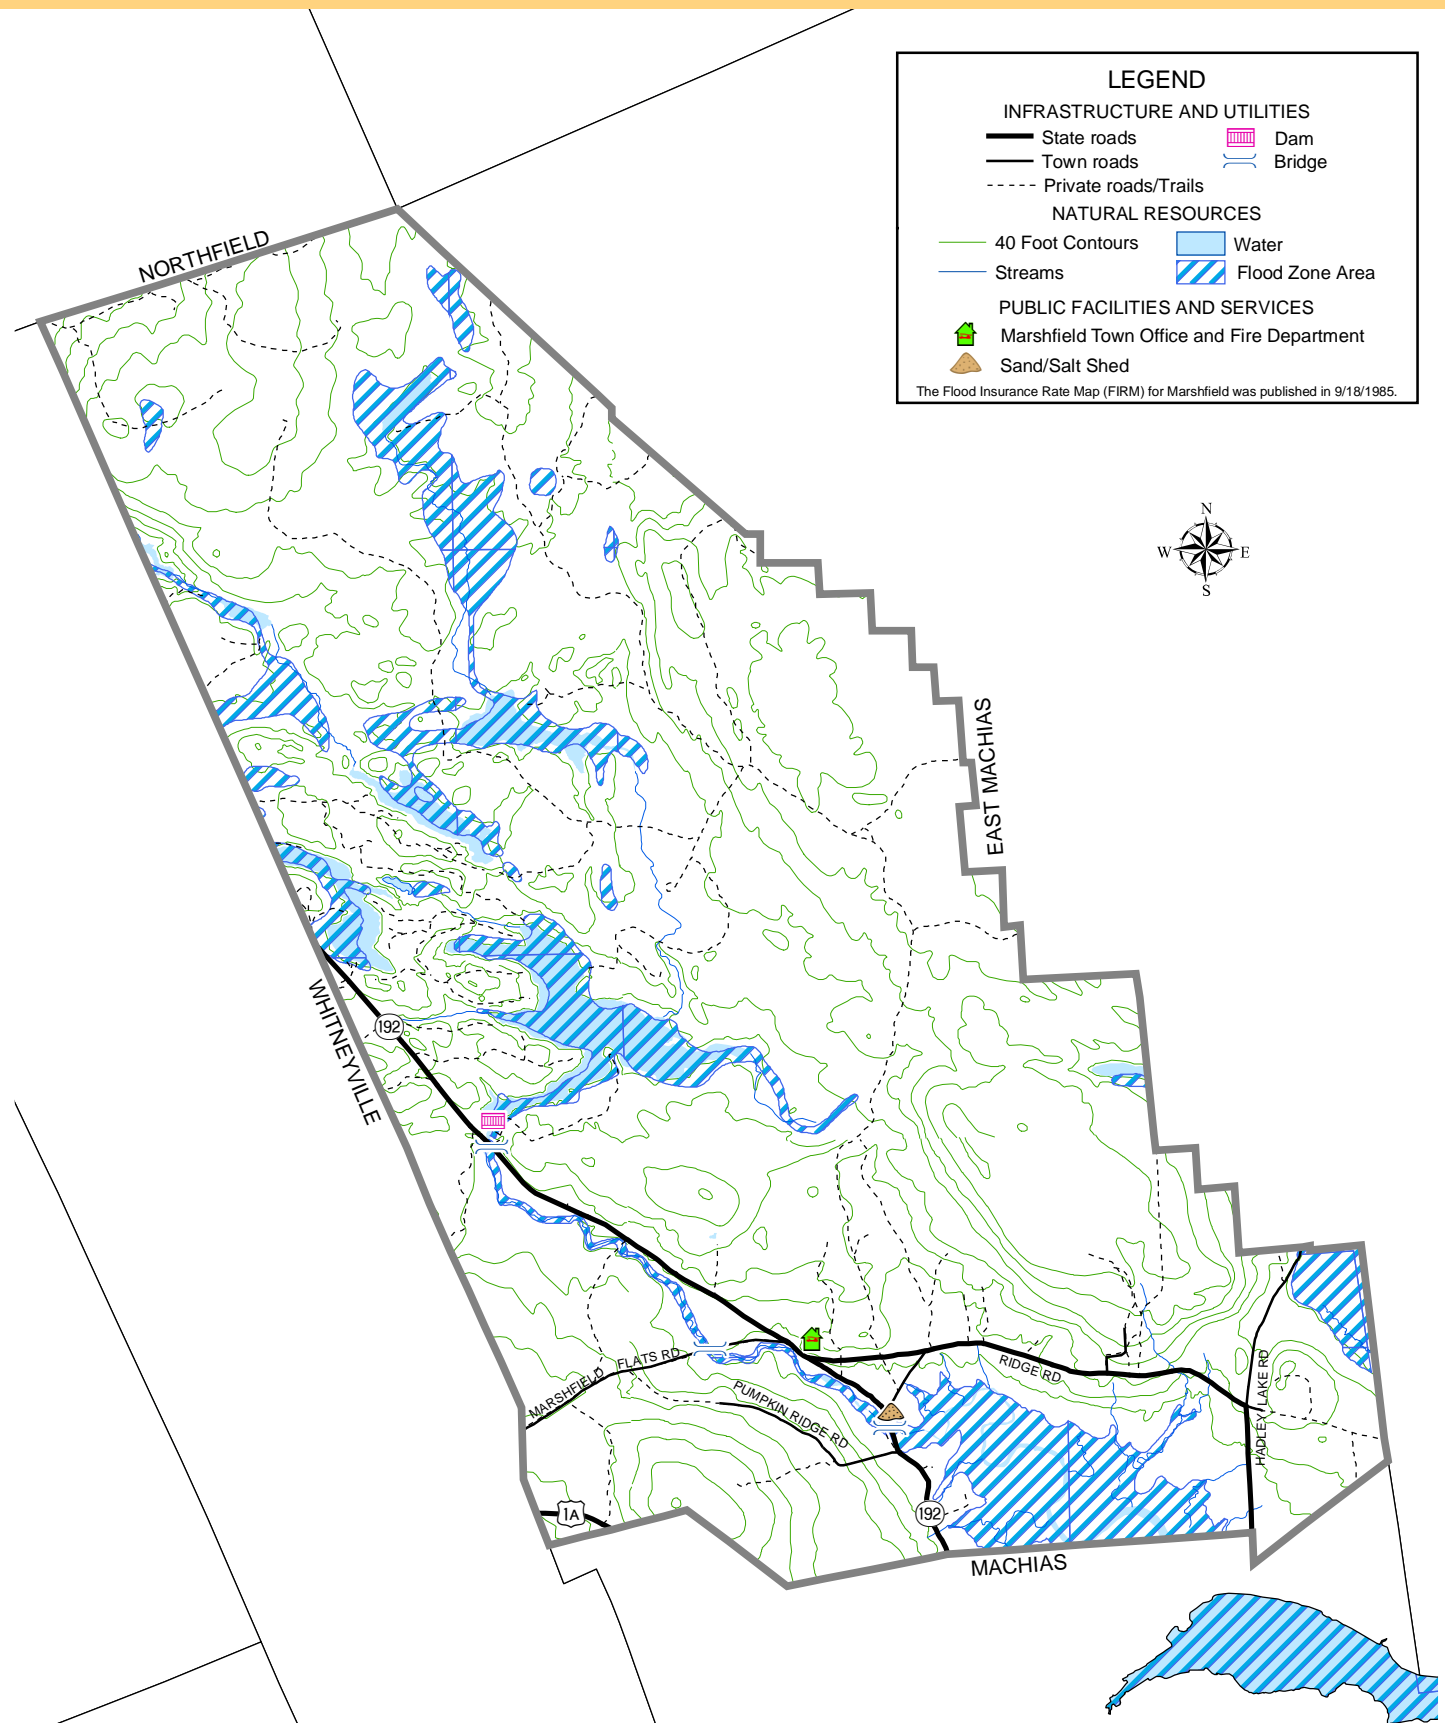 LEGEND
INFRASTRUCTURE AND UTILITIES
State roads
Dam
Town roads
Bridge
Private roads/Trails
NATURAL RESOURCES
40 Foot Contours
Water
Streams
Flood Zone Area
PUBLIC FACILITIES AND SERVICES
Marshfield Town Office and Fire Department
Sand/Salt Shed
The Flood Insurance Rate Map (FIRM) for Marshfield was published in 9/18/1985.
NORTHFIELD
N
W
E
S
EAST MACHIAS
WHITNEYVILLE
192
MARSHFIELD FLATS RD
PUMPKIN RIDGE RD
RIDGE RD
HADLEY LAKE RD
1A
192
MACHIAS